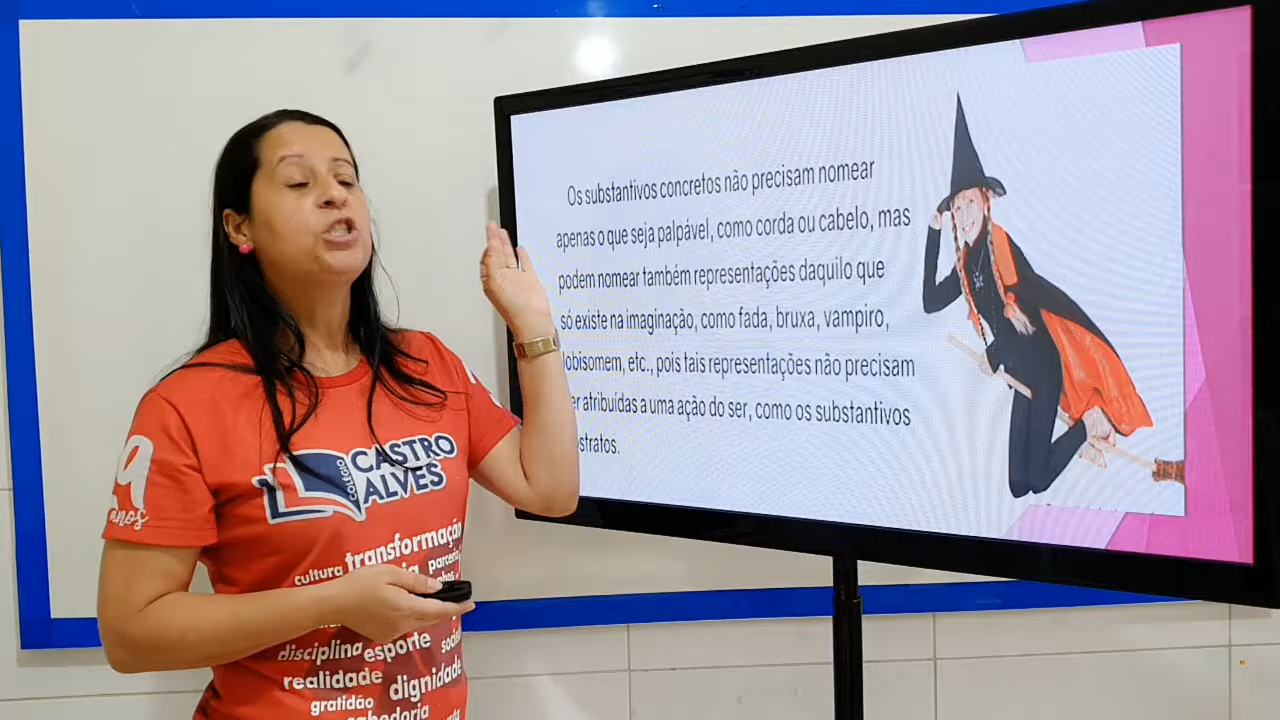 Os substantivos concretos não precisam nomear
apenas o que seja palpável, como corda ou cabelo, mas
podem nomear também representações daquilo que
só existe na imaginação, como fada, bruxa, vampiro,
lobisomem, etc., pois tais representações não precisam
er atribuídas a uma ação do ser, como os substantivos
stratos.
19
anos
COLÉGIO
CASTRO
ALVES
transformação
cultura
disciplina esporte
realidade dignidade
gratidão